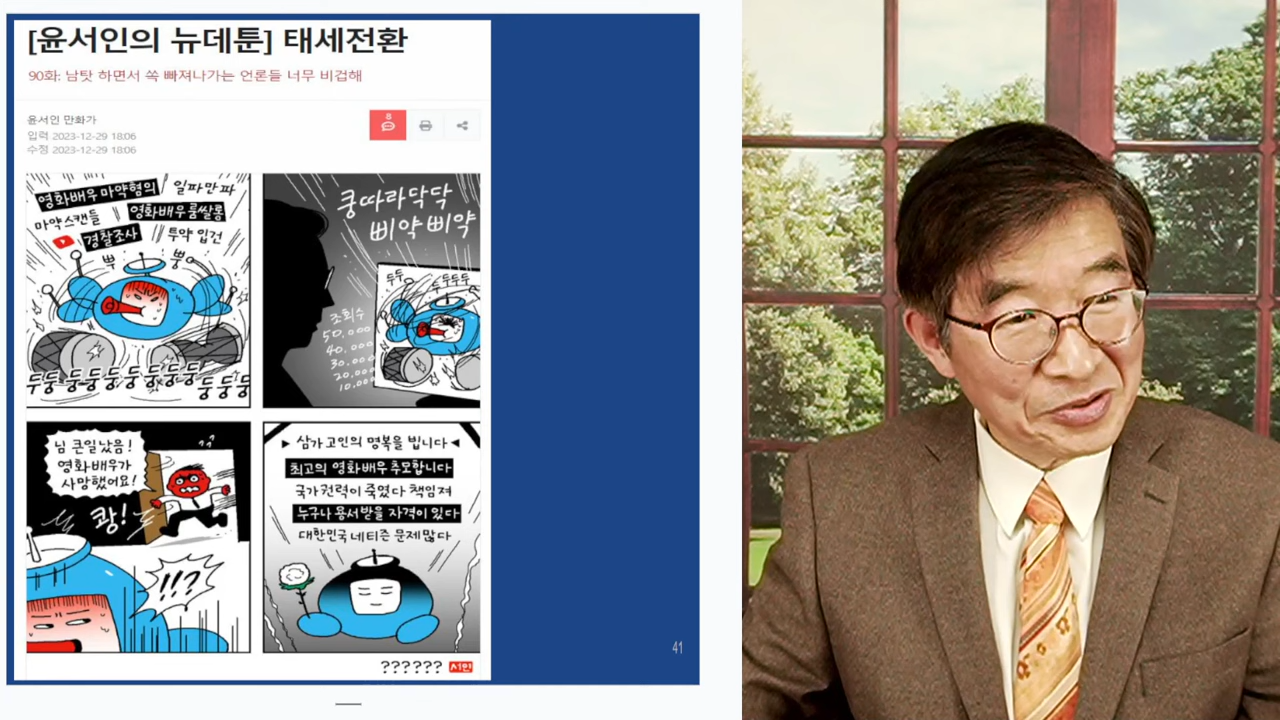 [윤서인의 뉴데툰] 태세전환
90화: 남탓 하면서 쏙 빠져나가는 언론들 너무 비겁해
윤서인 만화가
입력 2023-12-29 18:06
수정 2023-12-29 18:06
8
영화배우 마약혐의 일파만파
마약스캔들 영화배우룸쌀롱
경찰조사 투약 입건
뿍 뿡
두둥둥둥둥둥둥둥
둥둥둥
쿵따라닥닥
삐약삐약
두두 두둥두두
조회수
50,000
40,000
30,000
20,000
10,000
님 큰일났음!
영화배우가
사망했어요!
쾅!
!!?
▶ 삼가고인의 명복을 빕니다 ◀
최고의 영화배우 추모합니다
국가권력이 죽였다 책임져
누구나 용서받을 자격이 있다
대한민국 네티즌 문제많다
?????? 서인
41